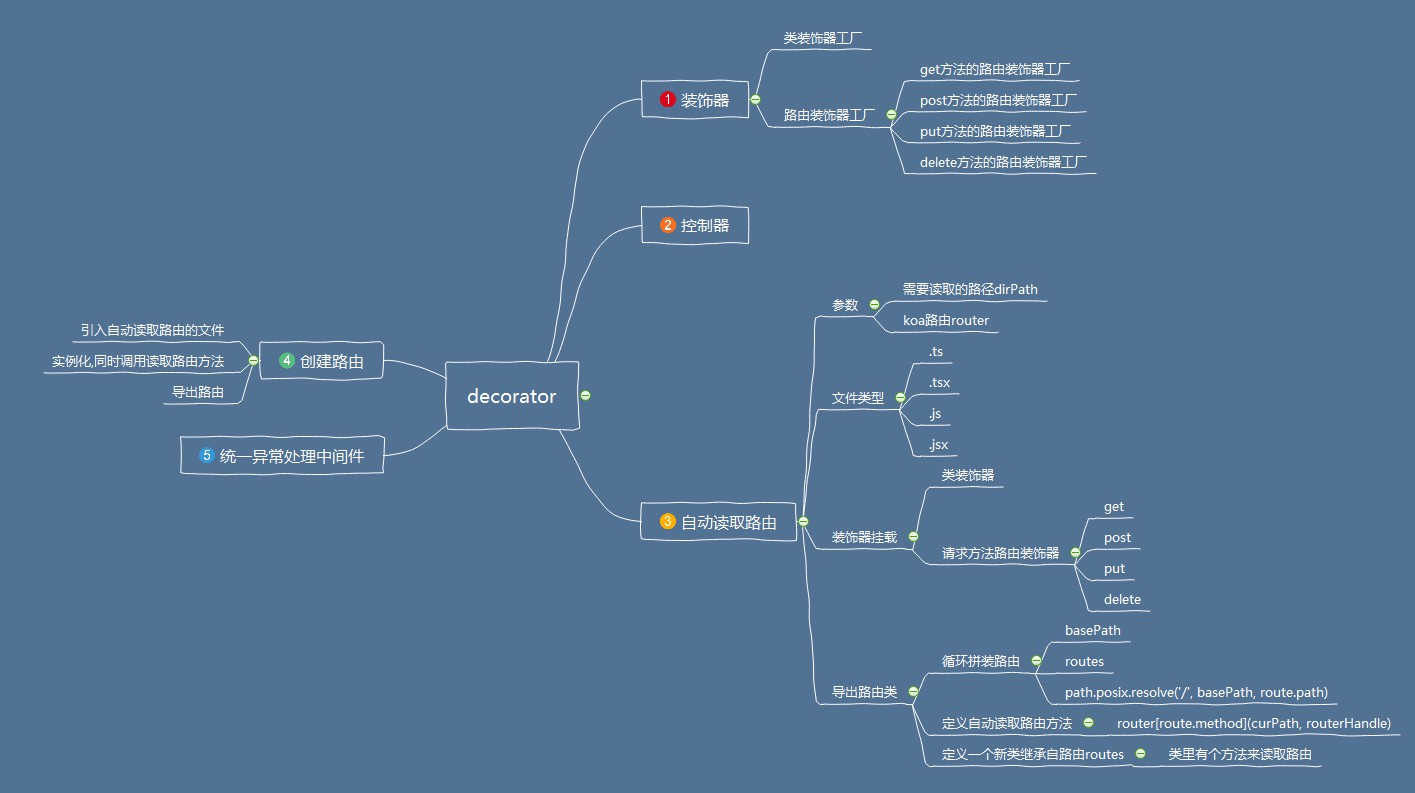 decorator
1 装饰器
类装饰器工厂
路由装饰器工厂
get方法的路由装饰器工厂
post方法的路由装饰器工厂
put方法的路由装饰器工厂
delete方法的路由装饰器工厂
2 控制器
3 自动读取路由
参数
需要读取的路径dirPath
koa路由router
文件类型
.ts
.tsx
.js
.jsx
装饰器挂载
类装饰器
请求方法路由装饰器
get
post
put
delete
导出路由类
循环拼装路由
basePath
routes
path.posix.resolve('/', basePath, route.path)
定义自动读取路由方法
router[route.method](curPath, routerHandle)
定义一个新类继承自路由routes
类里有个方法来读取路由
4 创建路由
引入自动读取路由的文件
实例化,同时调用读取路由方法
导出路由
5 统一异常处理中间件